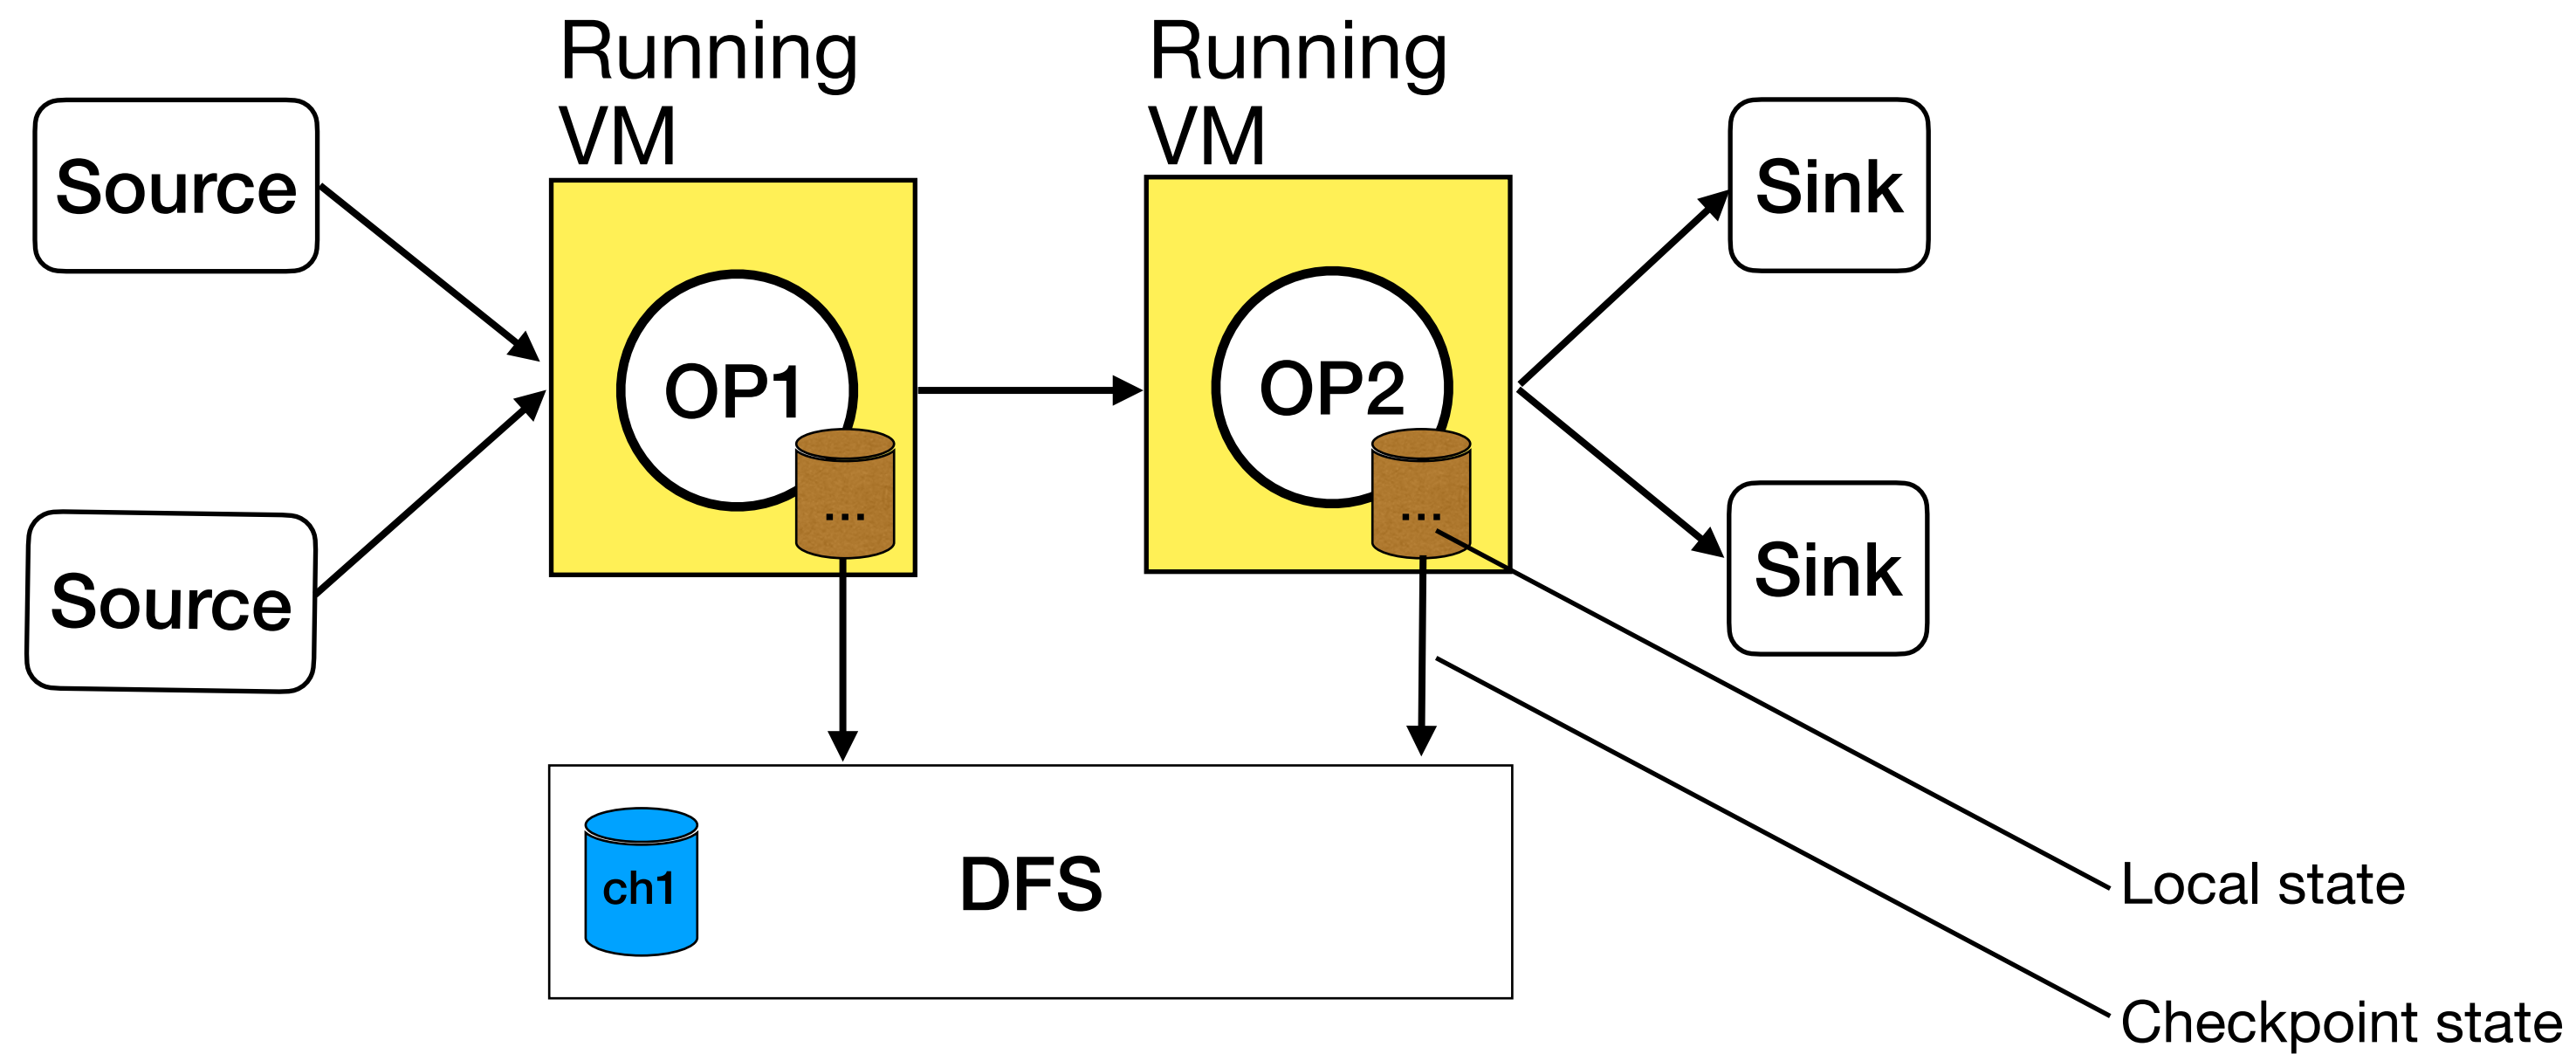 Running
VM
Running
VM
Source
Sink
OP1
OP2
...
...
Source
Sink
ch1
DFS
Local state
Checkpoint state